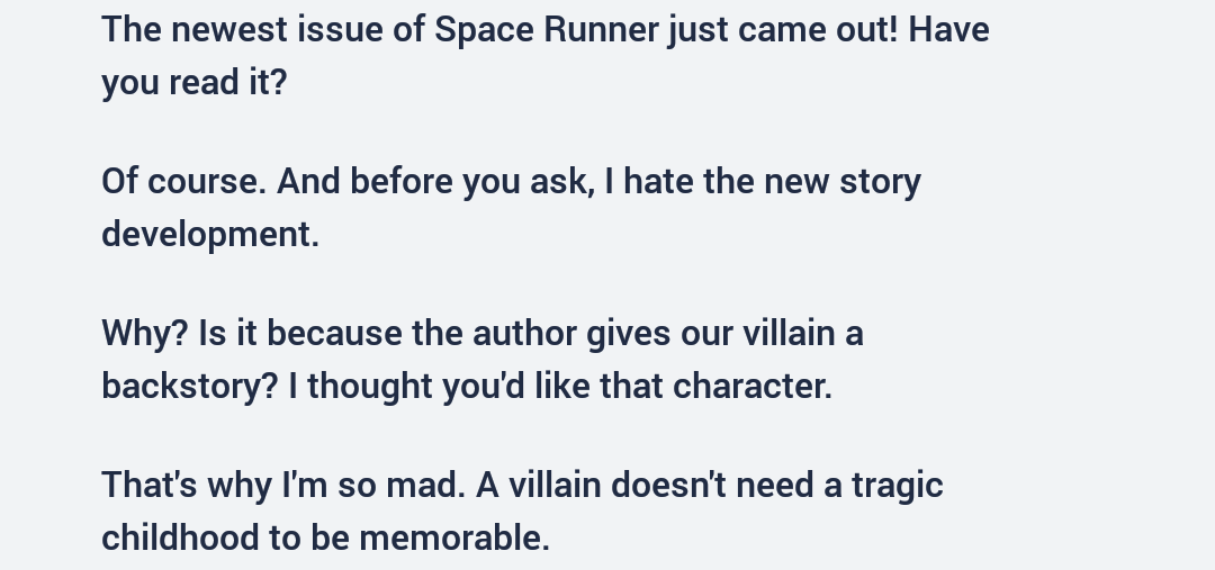 The newest issue of Space Runner just came out! Have
you read it?
Of course. And before you ask, I hate the new story
development.
Why? Is it because the author gives our villain a
backstory? I thought you'd like that character.
That's why I'm so mad. A villain doesn't need a tragic
childhood to be memorable.